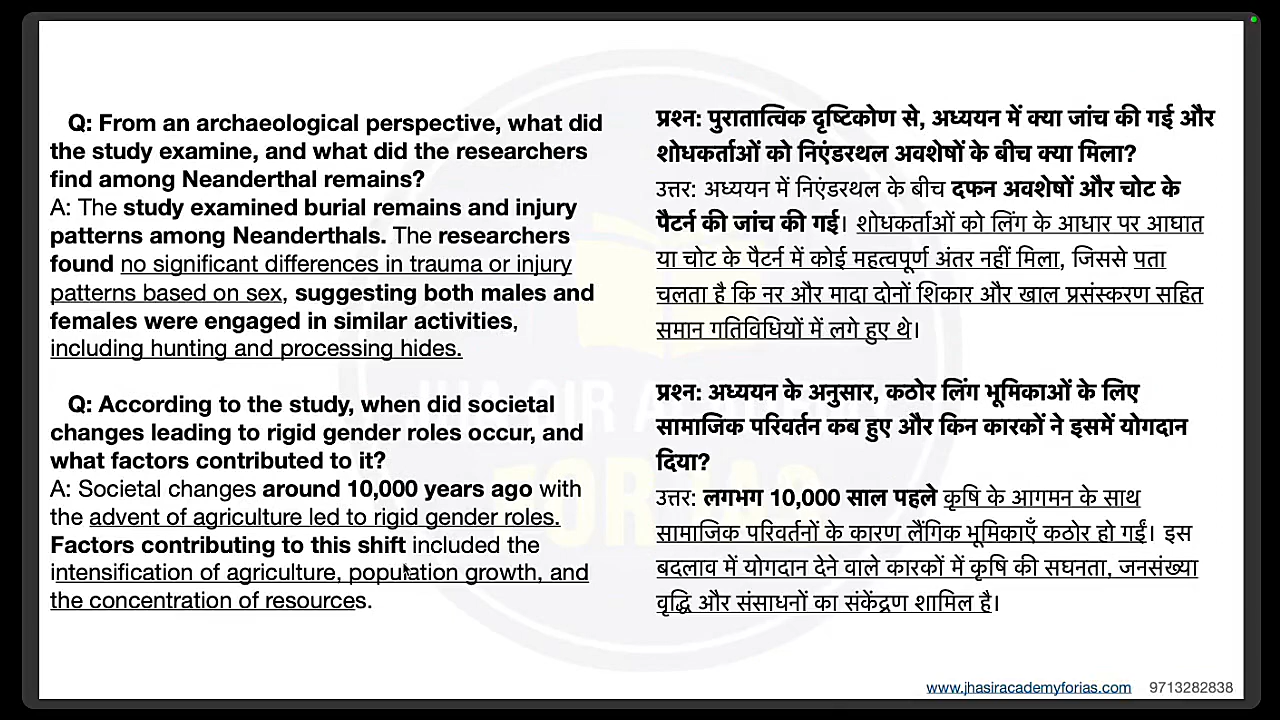 Q: From an archaeological perspective, what did
the study examine, and what did the researchers
find among Neanderthal remains?
A: The study examined burial remains and injury
patterns among Neanderthals. The researchers
found no significant differences in trauma or injury
patterns based on sex, suggesting both males and
females were engaged in similar activities,
including hunting and processing hides.
Q: According to the study, when did societal
changes leading to rigid gender roles occur, and
what factors contributed to it?
A: Societal changes around 10,000 years ago with
the advent of agriculture led to rigid gender roles.
Factors contributing to this shift included the
intensification of agriculture, population growth, and
the concentration of resources.
प्रश्न: पुरातात्विक दृष्टिकोण से, अध्ययन में क्या जांच की गई और
शोधकर्ताओं को निएंडरथल अवशेषों के बीच क्या मिला?
उत्तर: अध्ययन में निएंडरथल के बीच दफन अवशेषों और चोट के
पैटर्न की जांच की गई। शोधकर्ताओं को लिंग के आधार पर आघात
या चोट के पैटर्न में कोई महत्वपूर्ण अंतर नहीं मिला, जिससे पता
चलता है कि नर और मादा दोनों शिकार और खाल प्रसंस्करण सहित
समान गतिविधियों में लगे हुए थे।
प्रश्न: अध्ययन के अनुसार, कठोर लिंग भूमिकाओं के लिए
सामाजिक परिवर्तन कब हुए और किन कारकों ने इसमें योगदान
दिया?
उत्तर: लगभग 10,000 साल पहले कृषि के आगमन के साथ
सामाजिक परिवर्तनों के कारण लैंगिक भूमिकाएँ कठोर हो गईं। इस
बदलाव में योगदान देने वाले कारकों में कृषि की सघनता, जनसंख्या
वृद्धि और संसाधनों का संकेंद्रण शामिल है।
www.jhasiracademyforias.com 9713282838